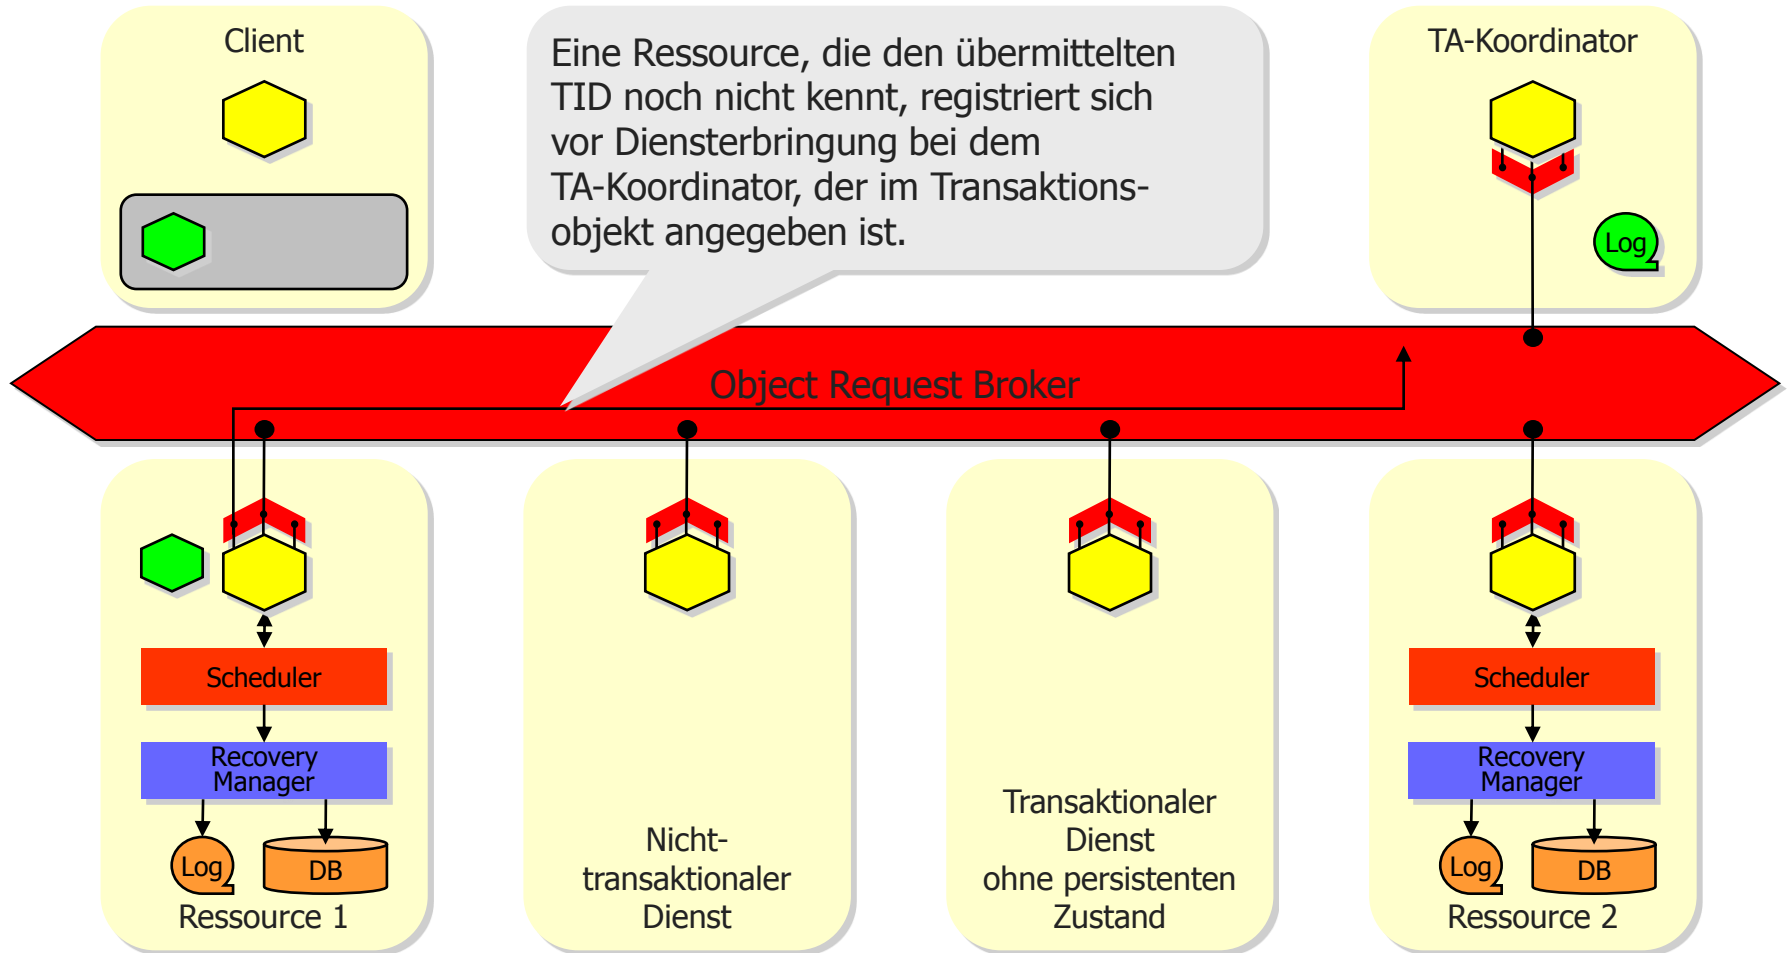 Client
Eine Ressource, die den übermittelten
TID noch nicht kennt, registriert sich
vor Diensterbringung bei dem
TA-Koordinator, der im Transaktions-
objekt angegeben ist.
TA-Koordinator
Log
Object Request Broker
Scheduler
Recovery
Manager
Log
DB
Ressource 1
Nicht-
transaktionaler
Dienst
Transaktionaler
Dienst
ohne persistenten
Zustand
Scheduler
Recovery
Manager
Log
DB
Ressource 2